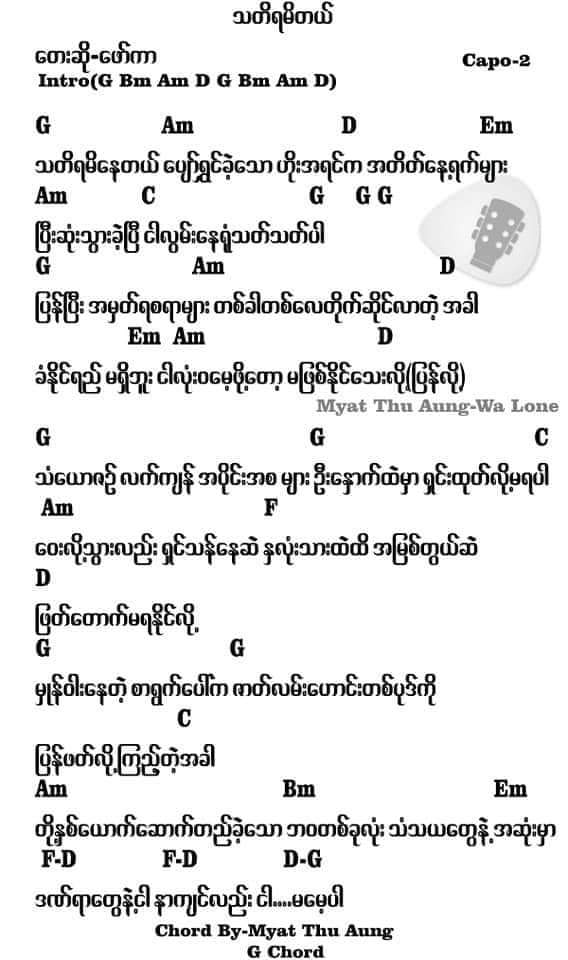 သတိရမိတယ်
တေးဆို-ဖော်ကာ
Capo-2
Intro(G Bm Am D G Bm Am D)
G Am D Em
သတိရမိနေတယ် ပျော်ရွှင်ခဲ့သော ဟိုးအရင်က အတိတ်နေ့ရက်များ
Am C G G G
ပြီးဆုံးသွားခဲ့ပြီ ငါလွမ်းနေရုံသတ်သတ်ပါ
G Am D
ပြန်ပြီး အမှတ်ရစရာများ တစ်ခါတစ်လေတိုက်ဆိုင်လာတဲ့ အခါ
Em Am D
ခံနိုင်ရည် မရှိဘူး ငါလုံးဝမေ့ဖို့တော့ မဖြစ်နိုင်သေးလို့(ပြန်လို့)
Myat Thu Aung-Wa Lone
G G C
သံယောဇဉ် လက်ကျန် အပိုင်းအစ များ ဦးနှောက်ထဲမှာ ရှင်းထုတ်လို့မရပါ
Am F
ဝေးလို့သွားလည်း ရှင်သန်နေဆဲ နှလုံးသားထဲထိ အမြစ်တွယ်ဆဲ
D
ဖြတ်တောက်မရနိုင်လို့
G G
မှုန်ဝါးနေတဲ့ စာရွက်ပေါ်က ဇာတ်လမ်းဟောင်းတစ်ပုဒ်ကို
C
ပြန်ဖတ်လို့ကြည့်တဲ့အခါ
Am Bm Em
တို့နှစ်ယောက်ဆောက်တည်ခဲ့သော ဘဝတစ်ခုလုံး သံသယတွေနဲ့ အဆုံးမှာ
F-D F-D D-G
ဒဏ်ရာတွေနဲ့ငါ နာကျင်လည်း ငါ....မမေ့ပါ
Chord By-Myat Thu Aung
G Chord